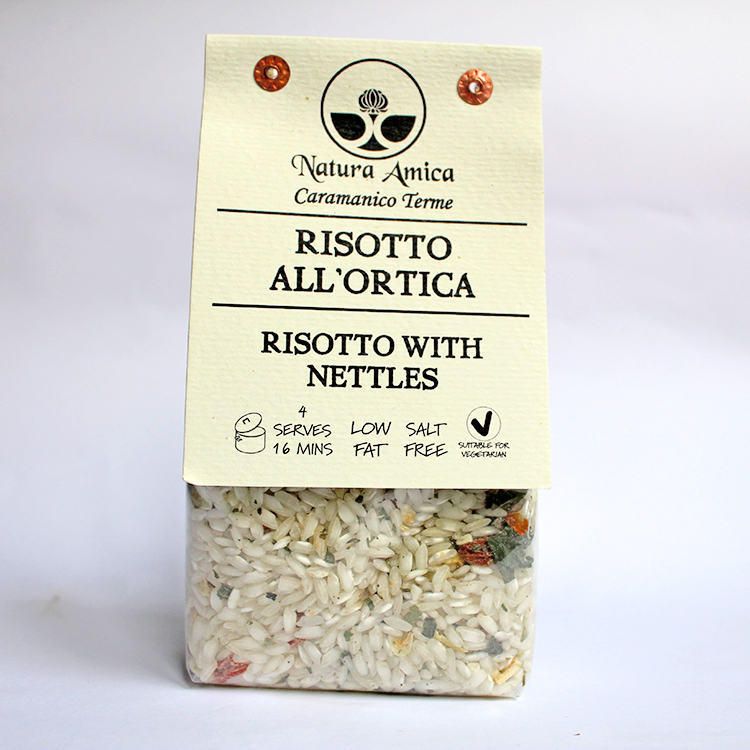 Natura Amica
Caramanico Terme
RISOTTO
ALL'ORTICA
RISOTTO WITH
NETTLES
4
SERVES
16 MINS
LOW
FAT
SALT
FREE
SUITABLE FOR
VEGETARIAN